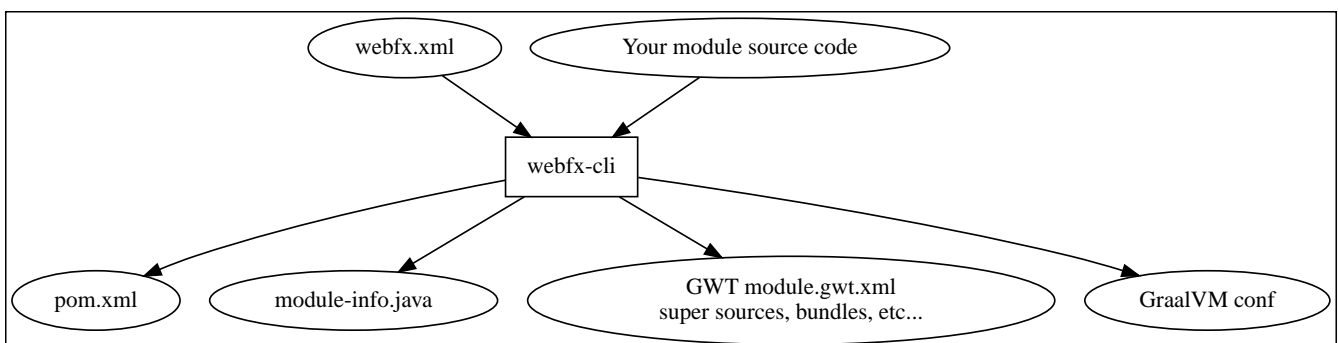 webfx.xml
Your module source code
webfx-cli
pom.xml
module-info.java
GWT module.gwt.xml
super sources, bundles, etc...
GraalVM conf